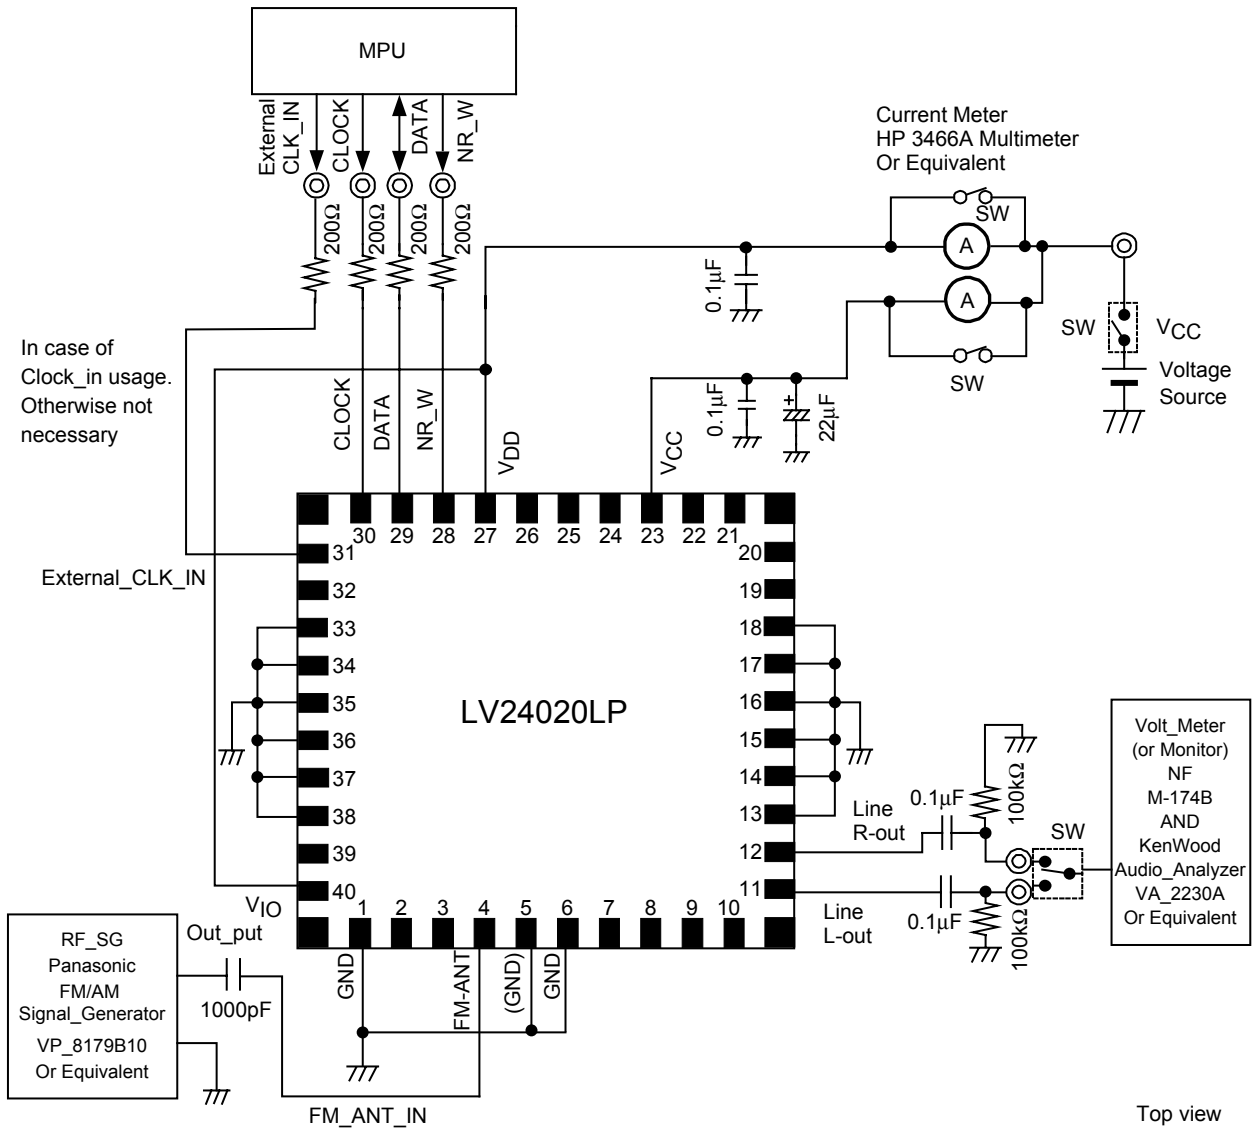 MPU
External
CLK_IN
CLOCK
DATA
NR_W
200Ω
200Ω
200Ω
200Ω
Current Meter
HP 3466A Multimeter
Or Equivalent
SW
A
0.1µF
A
SW
SW
VCC
Voltage
Source
In case of
Clock_in usage.
Otherwise not
necessary
CLOCK
DATA
NR_W
VDD
VCC
0.1µF
+
22µF
30
29
28
27
26
25
24
23
22
21
31
32
33
34
35
36
37
38
39
40
20
19
18
17
16
15
14
13
12
11
External_CLK_IN
LV24020LP
VIO
1
2
3
4
5
6
7
8
9
10
Line
R-out
0.1µF
100kΩ
SW
Line
L-out
0.1µF
100kΩ
Volt_Meter
(or Monitor)
NF
M-174B
AND
KenWood
Audio_Analyzer
VA_2230A
Or Equivalent
RF_SG
Panasonic
FM/AM
Signal_Generator
VP_8179B10
Or Equivalent
Out_put
1000pF
GND
FM-ANT
(GND)
GND
FM_ANT_IN
Top view